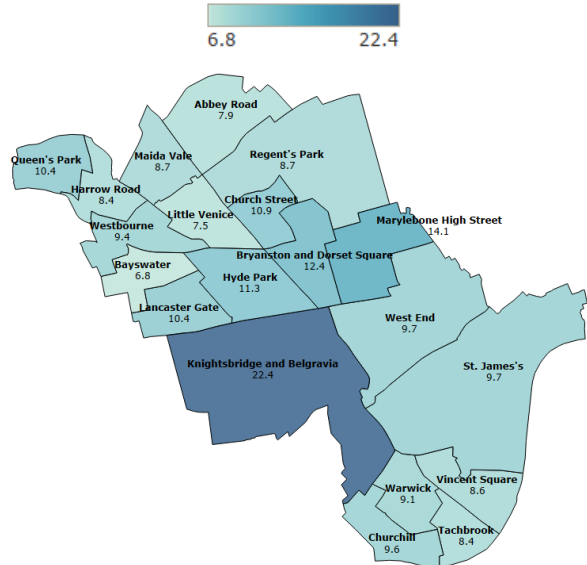 6.8 22.4
Abbey Road
7.9
Queen's Park
10.4
Maida Vale
8.7
Regent's Park
8.7
Harrow Road
8.4
Church Street
10.9
Little Venice
7.5
Marylebone High Street
14.1
Westbourne
9.4
Bryanston and Dorset Square
12.4
Bayswater
6.8
Hyde Park
11.3
Lancaster Gate
10.4
West End
9.7
Knightsbridge and Belgravia
22.4
St. James's
9.7
Vincent Square
8.6
Warwick
9.1
Tachbrook
8.4
Churchill
9.6